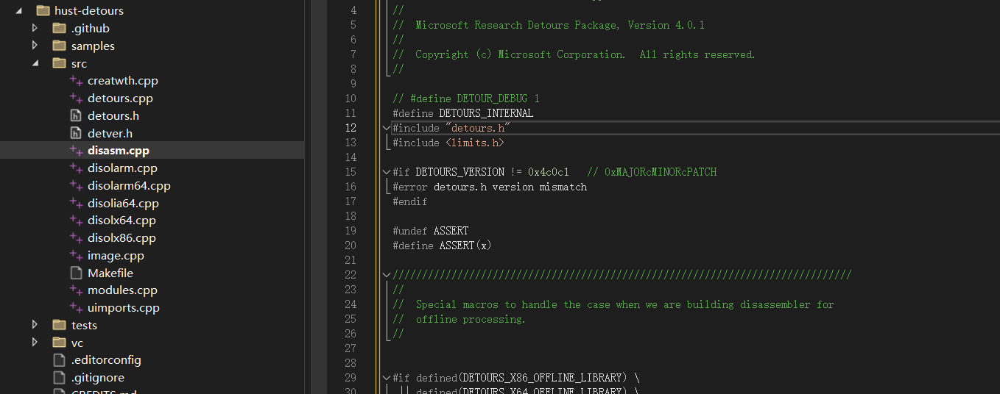 hust-detours
.github
samples
src
creatwth.cpp
detours.cpp
detours.h
detver.h
disasm.cpp
disolarm.cpp
disolarm64.cpp
disolia64.cpp
disolx64.cpp
disolx86.cpp
image.cpp
Makefile
modules.cpp
uimports.cpp
tests
vc
.editorconfig
.gitignore
CREDITS.md
4 //
5 // Microsoft Research Detours Package, Version 4.0.1
6 //
7 // Copyright (c) Microsoft Corporation.  All rights reserved.
8 //
9
10 // #define DETOUR_DEBUG 1
11 #define DETOURS_INTERNAL
12 #include "detours.h"
13 #include <limits.h>
14
15 #if DETOURS_VERSION != 0x4c0c1   // 0xMAJORcMINORcPATCH
16 #error detours.h version mismatch
17 #endif
18
19 #undef ASSERT
20 #define ASSERT(x)
21
22 //////////////////////////////////////////////////////////////////////////////
23 //
24 //  Special macros to handle the case when we are building disassembler for
25 //  offline processing.
26 //
27
28
29 #if defined(DETOURS_X86_OFFLINE_LIBRARY) \
30 || defined(DETOURS_X64_OFFLINE_LIBRARY) \